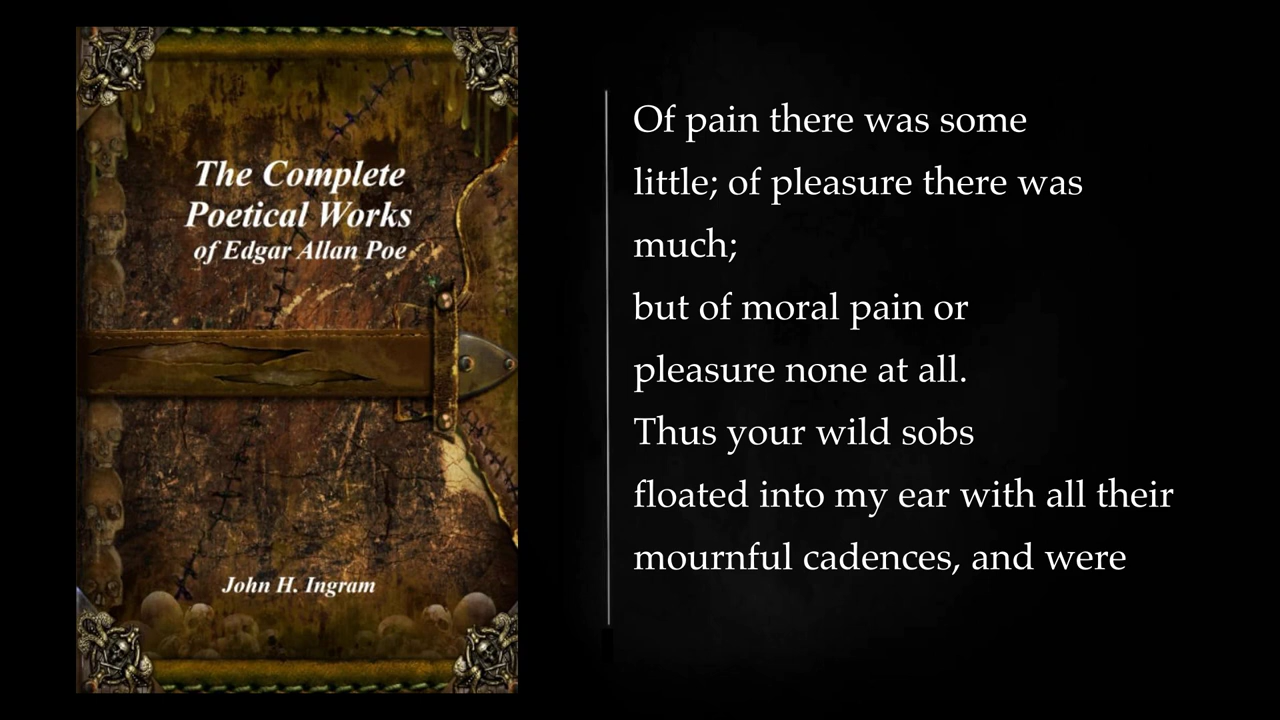 The Complete
Poetical Works
of Edgar Allan Poe
John H. Ingram
Of pain there was some
little; of pleasure there was
much;
but of moral pain or
pleasure none at all.
Thus your wild sobs
floated into my ear with all their
mournful cadences, and were